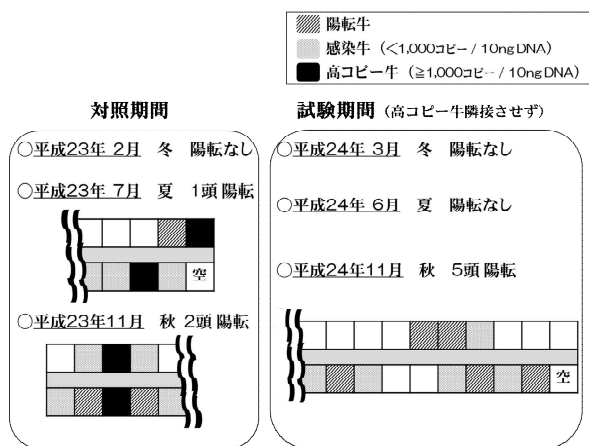 陽転牛
感染牛（<1,000コピー / 10ng DNA）
高コピー牛（≧1,000コピー / 10ng DNA）
対照期間
試験期間（高コピー牛隣接させず）
○平成23年 2月 冬 陽転なし
○平成23年 7月 夏 1頭 陽転
空
○平成23年11月 秋 2頭 陽転
○平成24年 3月 冬 陽転なし
○平成24年 6月 夏 陽転なし
○平成24年11月 秋 5頭 陽転
空